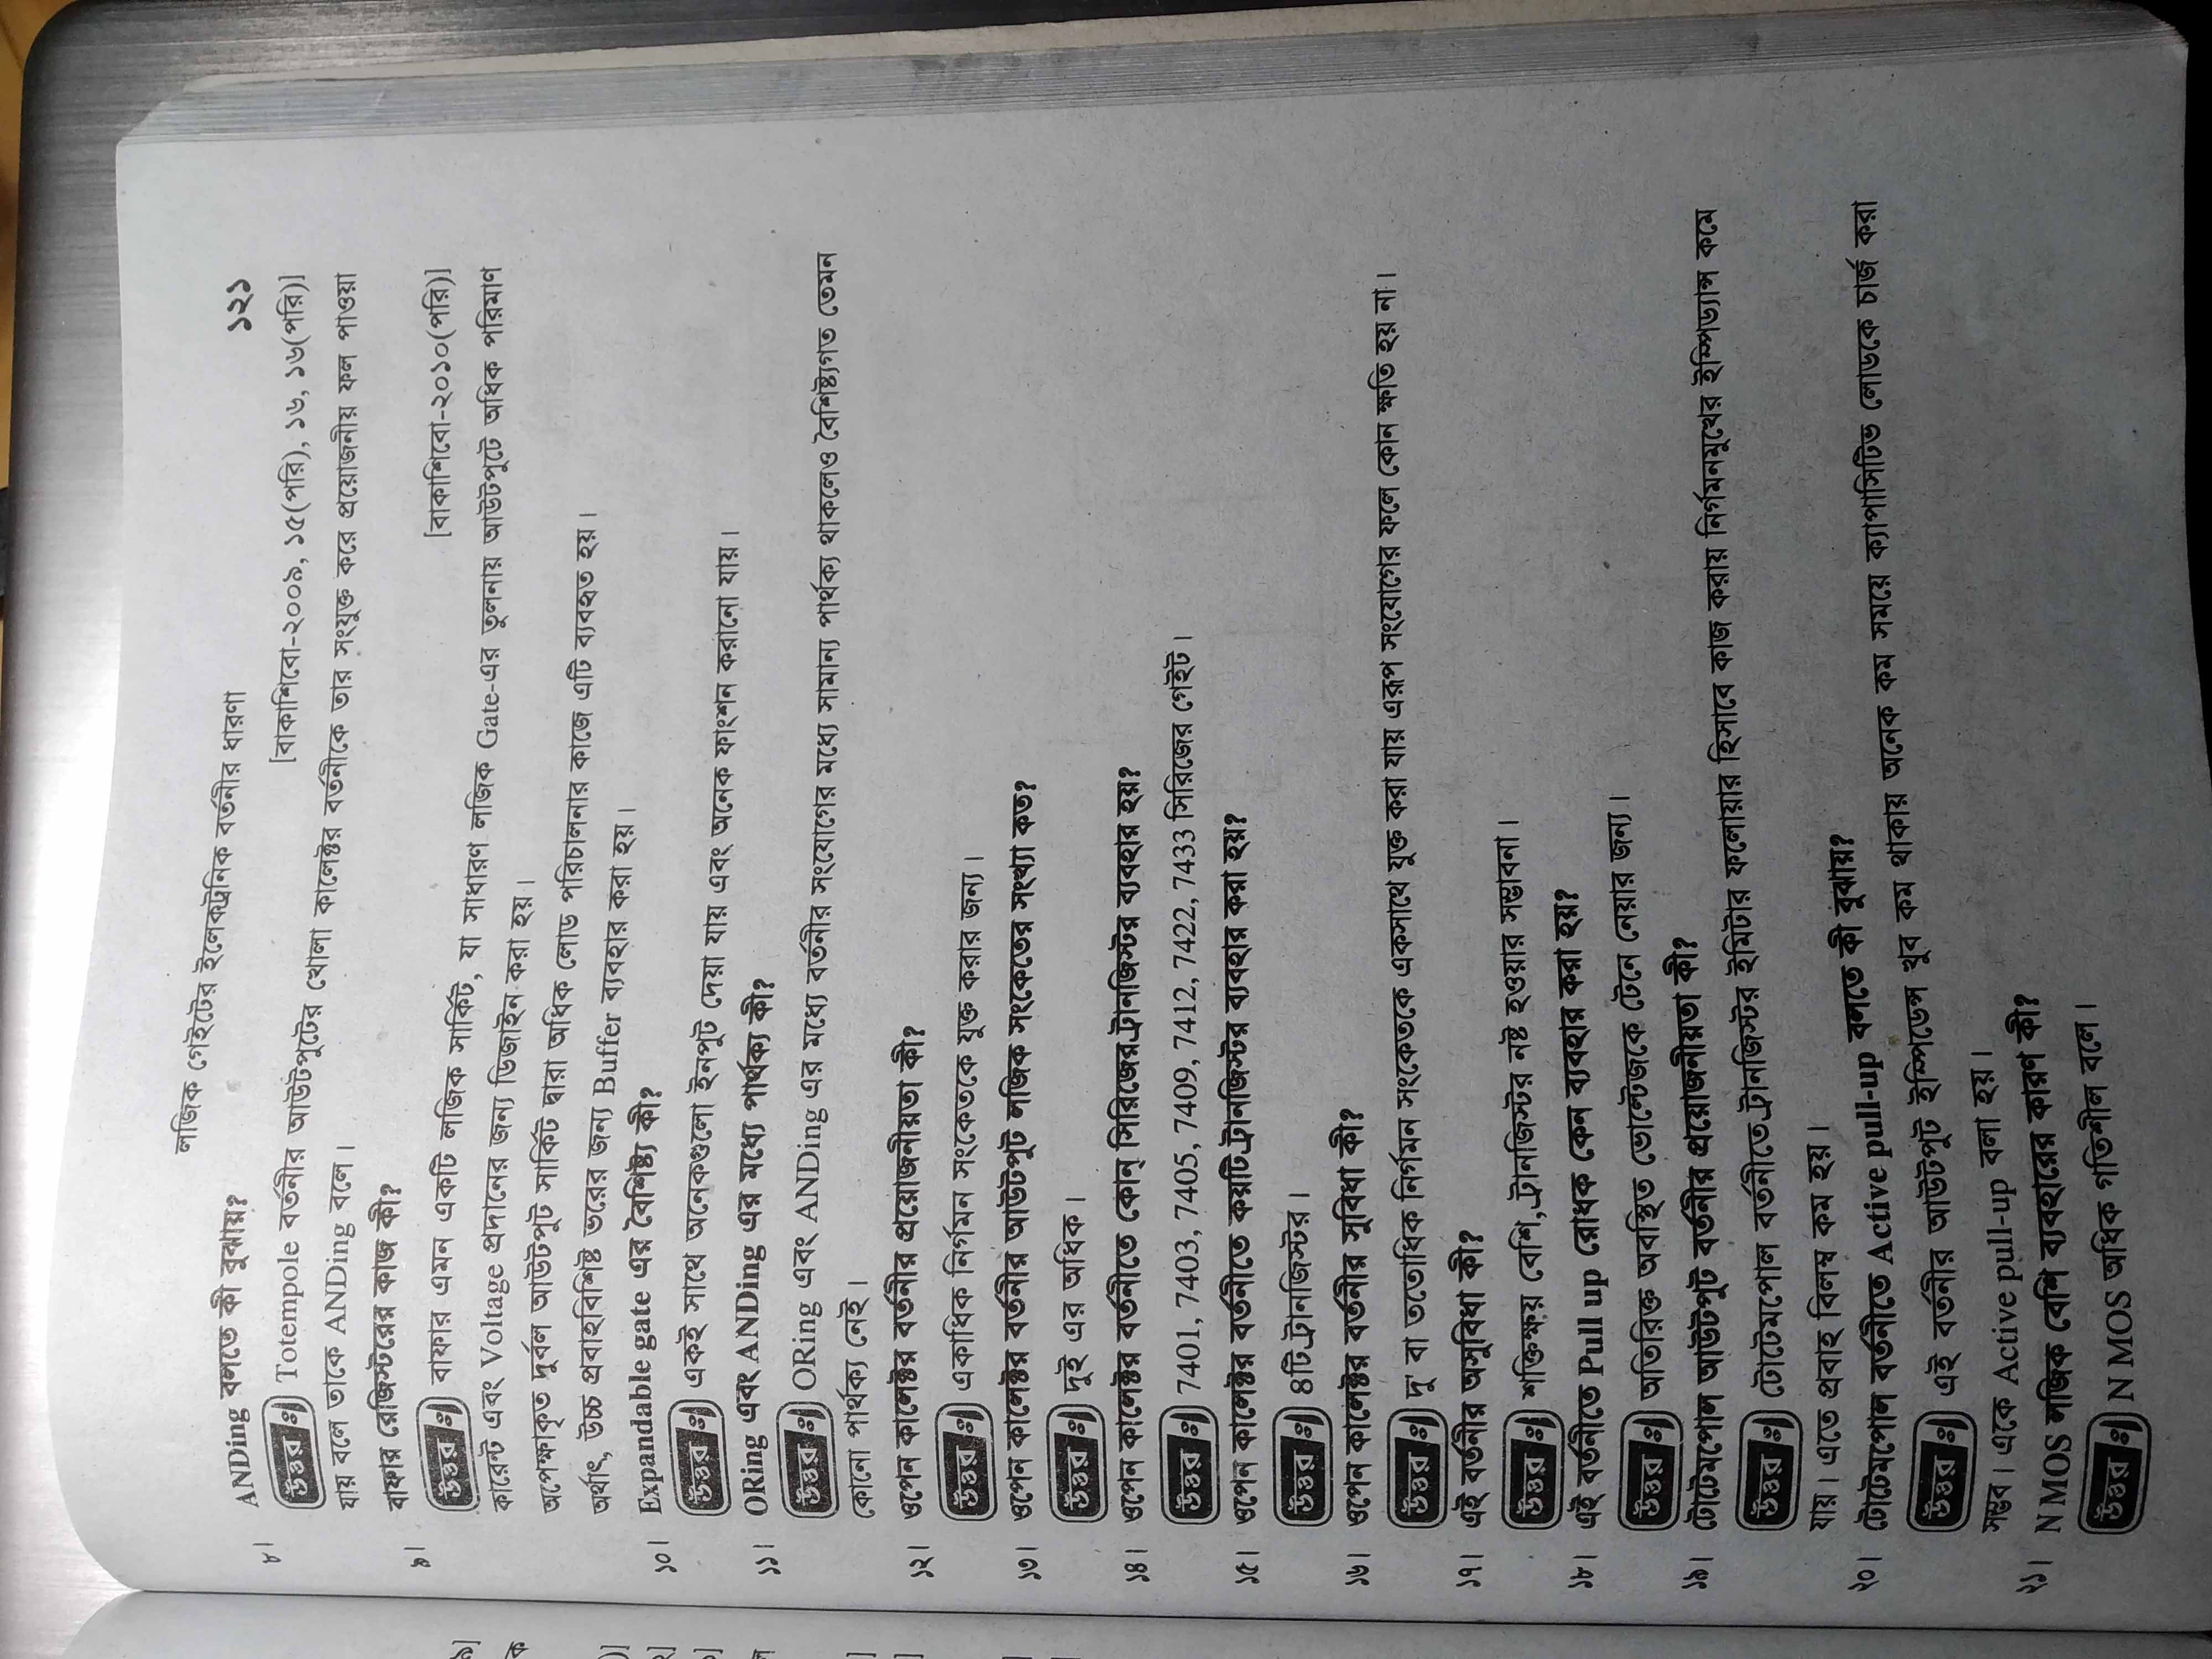 লজিক গেইটের ইলেকট্রনিক বর্তনীর ধারণা
১২১
৮। ANDing বলতে কী বুঝায়?
[বাকাশিবো-২০০৯, ১৫(পরি), ১৬, ১৬(পরি)]
উত্তর ঃ Totempole বর্তনীর আউটপুটের খোলা কালেক্টর বর্তনীকে তার সংযুক্ত করে প্রয়োজনীয় ফল পাওয়া
যায় বলে তাকে ANDing বলে।
৯। বাফার রেজিস্টরের কাজ কী?
[বাকাশিবো-২০১০(পরি)]
উত্তর ঃ বাফার এমন একটি লজিক সার্কিট, যা সাধারণ লজিক Gate-এর তুলনায় আউটপুটে অধিক পরিমাণ
কারেন্ট এবং Voltage প্রদানের জন্য ডিজাইন করা হয়।
অপেক্ষাকৃত দুর্বল আউটপুট সার্কিট দ্বারা অধিক লোড পরিচালনার কাজে এটি ব্যবহৃত হয়।
অর্থাৎ, উচ্চ প্রবাহবিশিষ্ট ভরের জন্য Buffer ব্যবহার করা হয়।
১০। Expandable gate এর বৈশিষ্ট্য কী?
উত্তর ঃ একই সাথে অনেকগুলো ইনপুট দেয়া যায় এবং অনেক ফাংশন করানো যায়।
১১। ORing এবং ANDing এর মধ্যে পার্থক্য কী?
উত্তর ঃ ORing এবং ANDing এর মধ্যে বর্তনীর সংযোগের মধ্যে সামান্য পার্থক্য থাকলেও বৈশিষ্ট্যগত তেমন
কোনো পার্থক্য নেই।
১২। ওপেন কালেক্টর বর্তনীর প্রয়োজনীয়তা কী?
উত্তর ঃ একাধিক নির্গমন সংকেতকে যুক্ত করার জন্য।
১৩। ওপেন কালেক্টর বর্তনীর আউটপুট লজিক সংকেতের সংখ্যা কত?
উত্তর ঃ দুই এর অধিক।
১৪। ওপেন কালেক্টর বর্তনীতে কোন্ সিরিজের ট্রানজিস্টর ব্যবহার হয়?
উত্তর ঃ 7401, 7403, 7405, 7409, 7412, 7422, 7433 সিরিজের গেইট।
১৫। ওপেন কালেক্টর বর্তনীতে কয়টি ট্রানজিস্টর ব্যবহার করা হয়?
উত্তর ঃ ৪টি ট্রানজিস্টর।
১৬। ওপেন কালেক্টর বর্তনীর সুবিধা কী?
উত্তর ঃ দু' বা ততোধিক নির্গমন সংকেতকে একসাথে যুক্ত করা যায় এরূপ সংযোগের ফলে কোন ক্ষতি হয় না।
১৭। এই বর্তনীর অসুবিধা কী?
উত্তর ঃ শক্তিক্ষয় বেশি, ট্রানজিস্টর নষ্ট হওয়ার সম্ভাবনা।
১৮। এই বর্তনীতে Pull up রোধক কেন ব্যবহার করা হয়?
উত্তর ঃ অতিরিক্ত অবস্থিত ভোল্টেজকে টেনে নেয়ার জন্য।
১৯। টোটেমপোল আউটপুট বর্তনীর প্রয়োজনীয়তা কী?
উত্তর ঃ টোটেমপোল বর্তনীতে ট্রানজিস্টর ইমিটার ফলোয়ার হিসাবে কাজ করায় নির্গমনমুখের ইম্পিড্যান্স কমে
যায়। এতে প্রবাহ বিলম্ব কম হয়।
২০। টোটেমপোল বর্তনীতে Active pull-up বলতে কী বুঝায়?
উত্তর ঃ এই বর্তনীর আউটপুট ইম্পিডেন্স খুব কম থাকায় অনেক কম সময়ে ক্যাপাসিটিভ লোডকে চার্জ করা
সম্ভব। একে Active pull-up বলা হয়।
২১। N MOS লজিক বেশি ব্যবহারের কারণ কী?
উত্তর ঃ N MOS অধিক গতিশীল বলে।